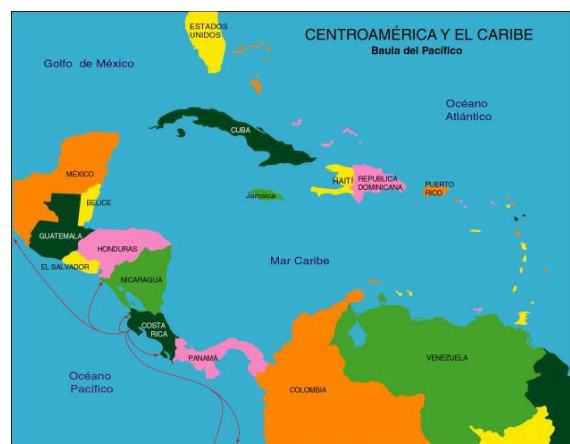 ESTADOS
UNIDOS
CENTROAMÉRICA Y EL CARIBE
Baula del Pacífico
Golfo de México
Océano
Atlántico
CUBA
MÉXICO
HAITÍ
REPUBLICA
DOMINICANA
PUERTO
RICO
Jamaica
BELICE
GUATEMALA
HONDURAS
EL SALVADOR
Mar Caribe
NICARAGUA
COSTA
RICA
PANAMÁ
VENEZUELA
Océano
Pacífico
COLOMBIA